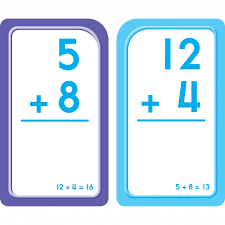 5
+ 8
12 + 4 = 16
12
+ 4
5 + 8 = 13